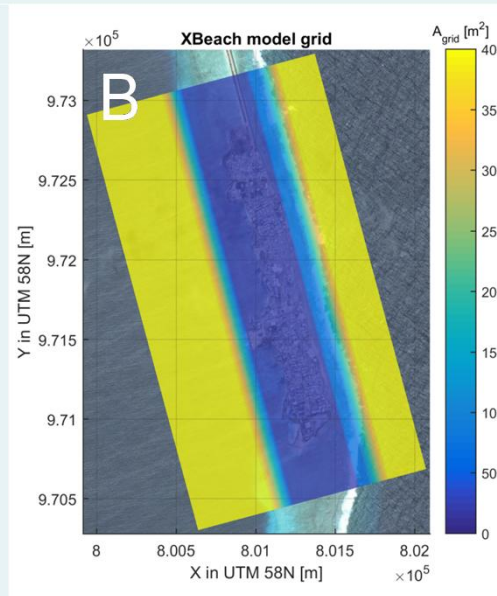 A_grid [m²]
×10⁵
XBeach model grid
B
40
35
30
25
20
15
10
50
0
9.73
9.725
9.72
9.715
9.71
9.705
Y in UTM 58N [m]
8 8.005 8.01 8.015 8.02
X in UTM 58N [m]
×10⁵